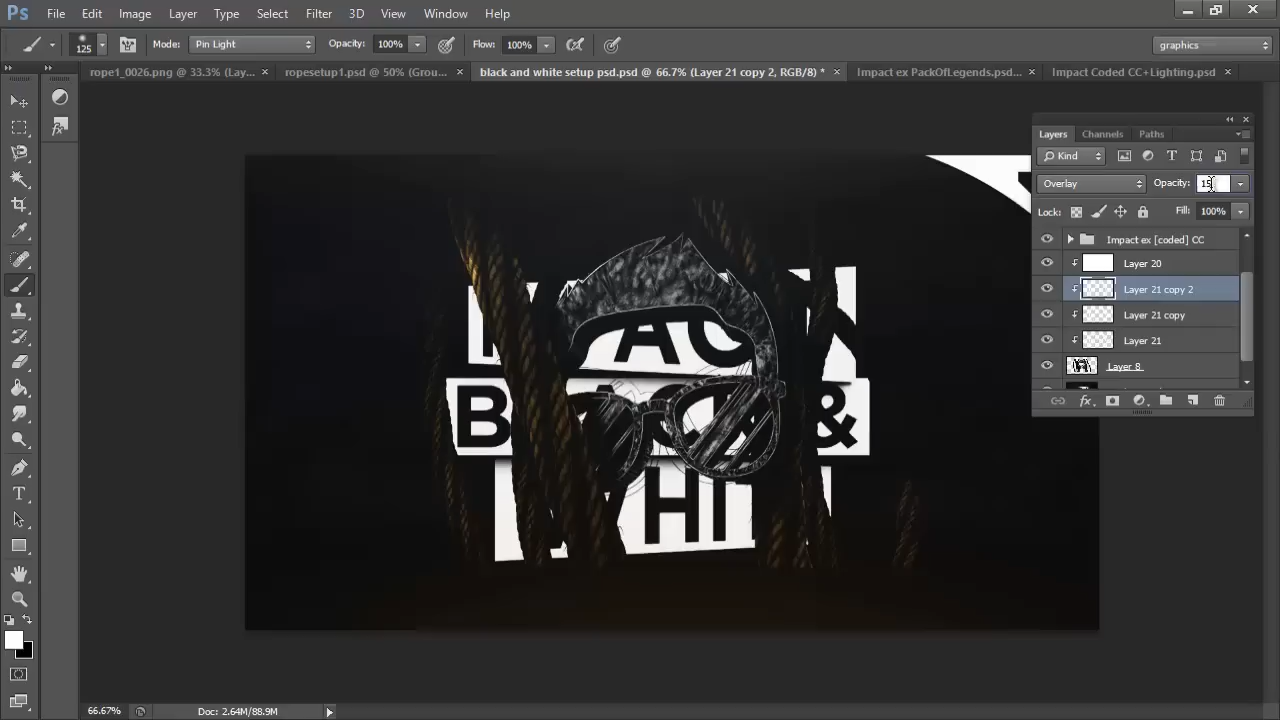 Ps File Edit Image Layer Type Select Filter 3D View Window Help
125 Mode: Pin Light Opacity: 100% Flow: 100% graphics
rope1_0026.png @ 33.3% (Lay... × ropesetup1.psd @ 50% (Grou... × black and white setup psd.psd @ 66.7% (Layer 21 copy 2, RGB/8) * × Impact ex PackOfLegends.psd... × Impact Coded CC+Lighting.psd ×
Layers Channels Paths
Kind
Overlay Opacity: 15
Lock: Fill: 100%
Impact ex [coded] CC
Layer 20
Layer 21 copy 2
Layer 21 copy
Layer 21
Layer 8
&
66.67% Doc: 2.64M/88.9M